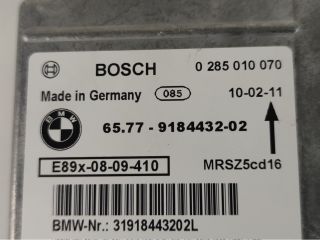 BOSCH 0 285 010 070
Made in Germany 085 10-02-11
BMW 65.77 - 9184432-02
E89x-08-09-410 MRSZ5cd16
BMW-Nr.: 31918443202L